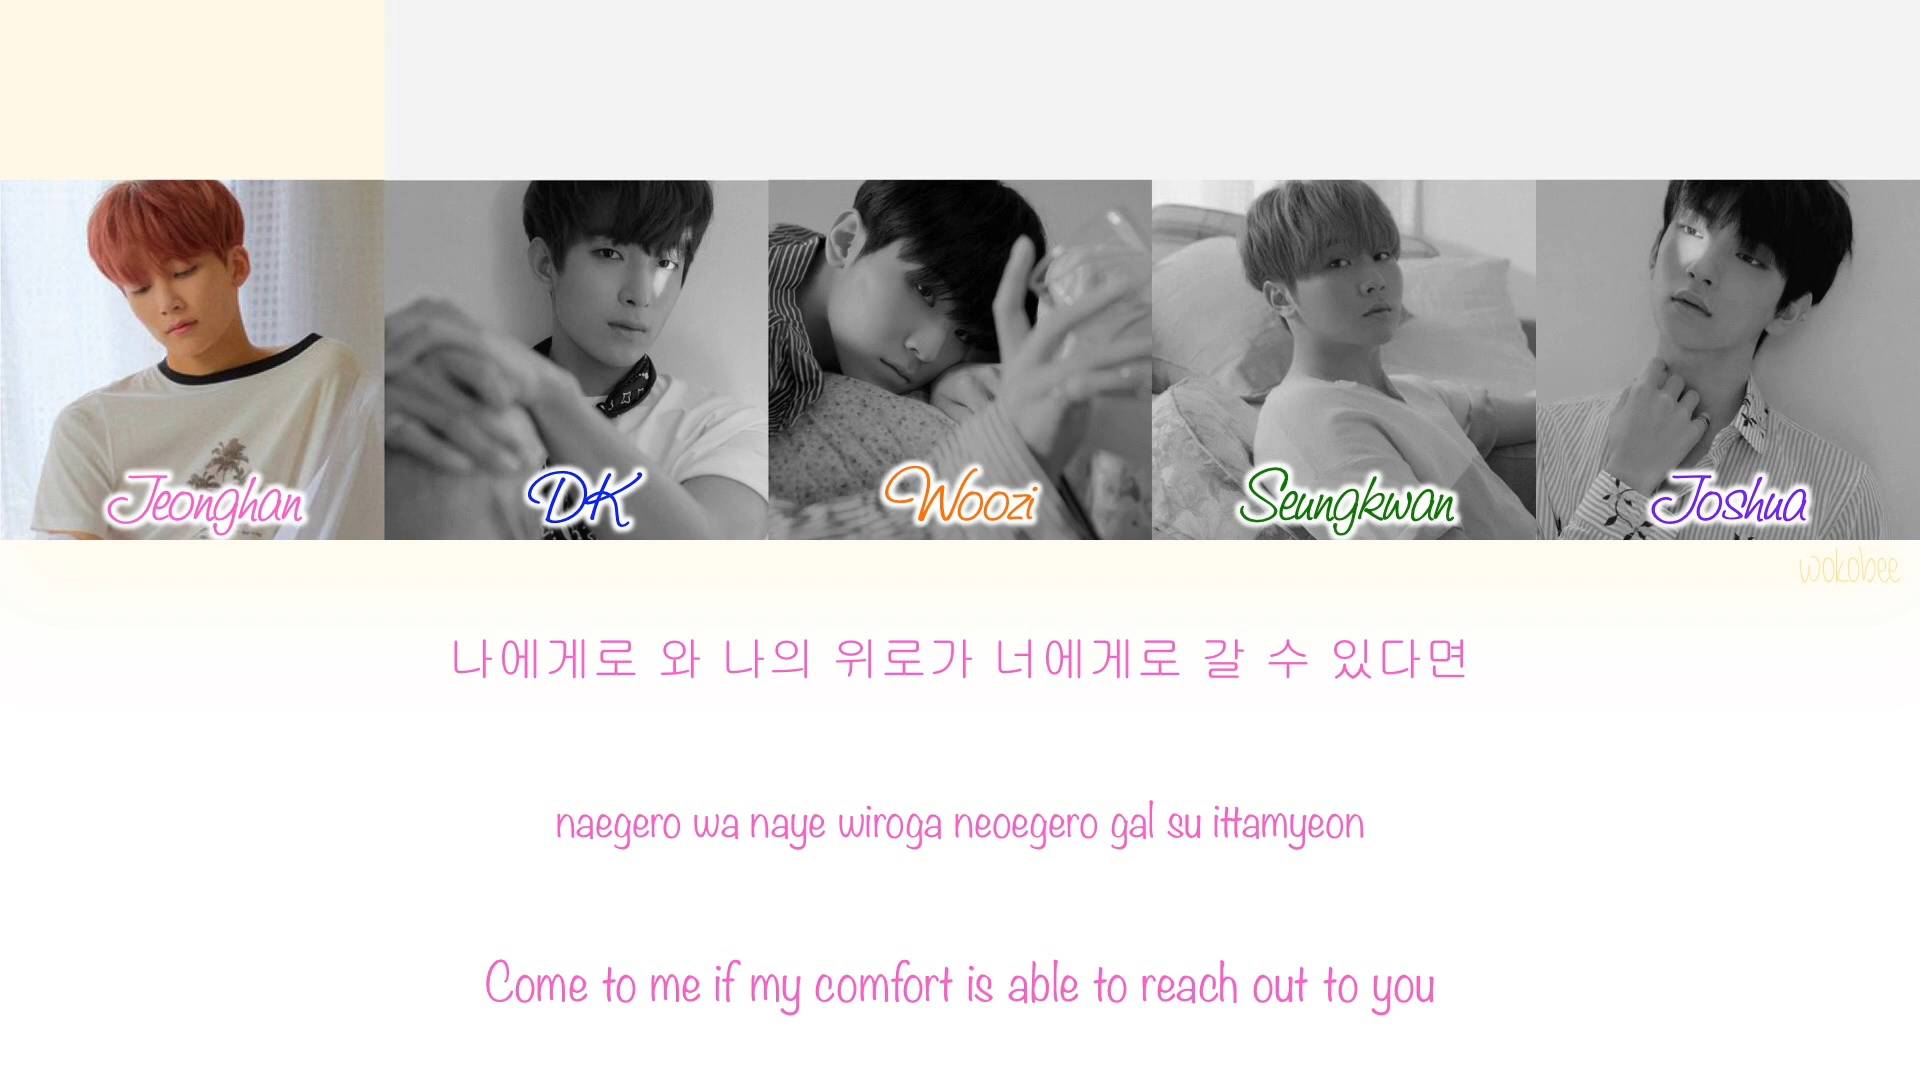 Jeonghan DK Woozi Seungkwan Joshua
wokobee
나에게로 와 나의 위로가 너에게로 갈 수 있다면
naegero wa naye wiroga neoegero gal su ittamyeon
Come to me if my comfort is able to reach out to you